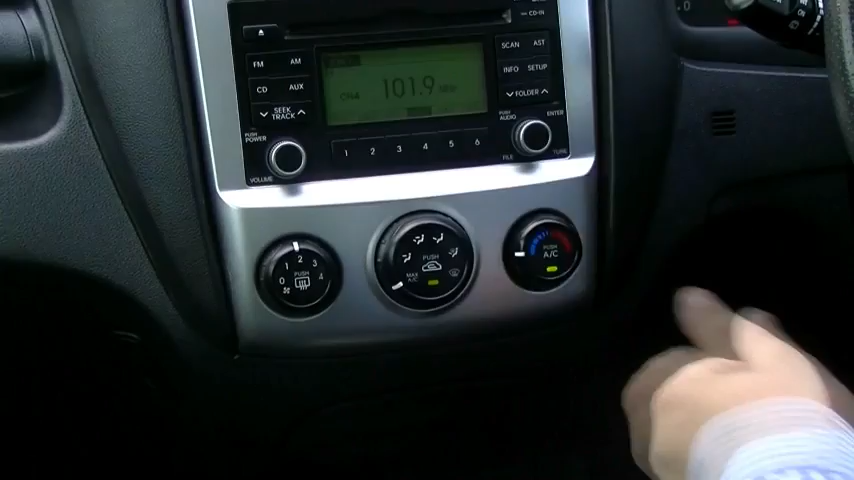 CD-IN
FM AM
CD AUX
SEEK
TRACK
PUSH
POWER
VOLUME
101.9
SCAN AST
INFO SETUP
FOLDER
PUSH
AUDIO
ENTER
FILE
TUNE
1 2 3 4 5 6
0 1 2 3 4
PUSH
PUSH
MAX
A/C
PUSH
A/C